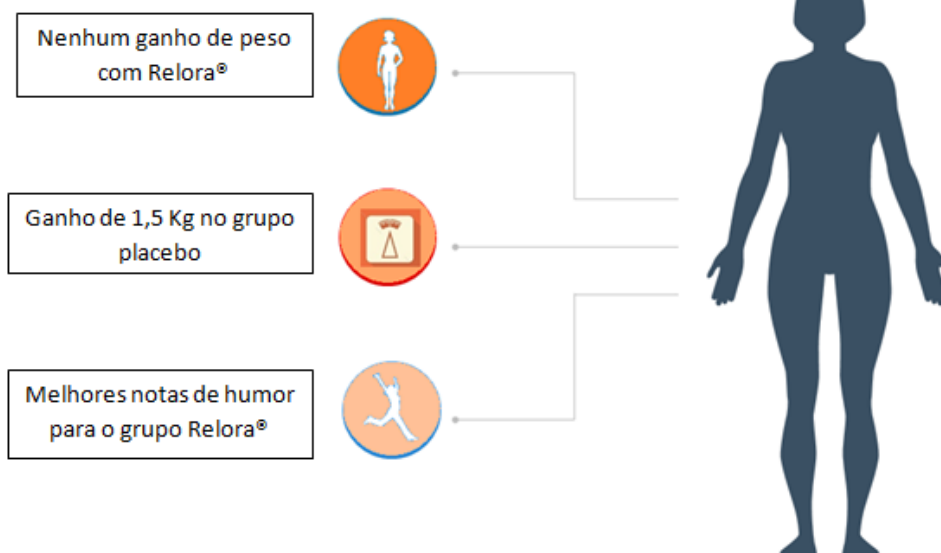 Nenhum ganho de peso
com Relora®
Ganho de 1,5 Kg no grupo
placebo
Melhores notas de humor
para o grupo Relora®